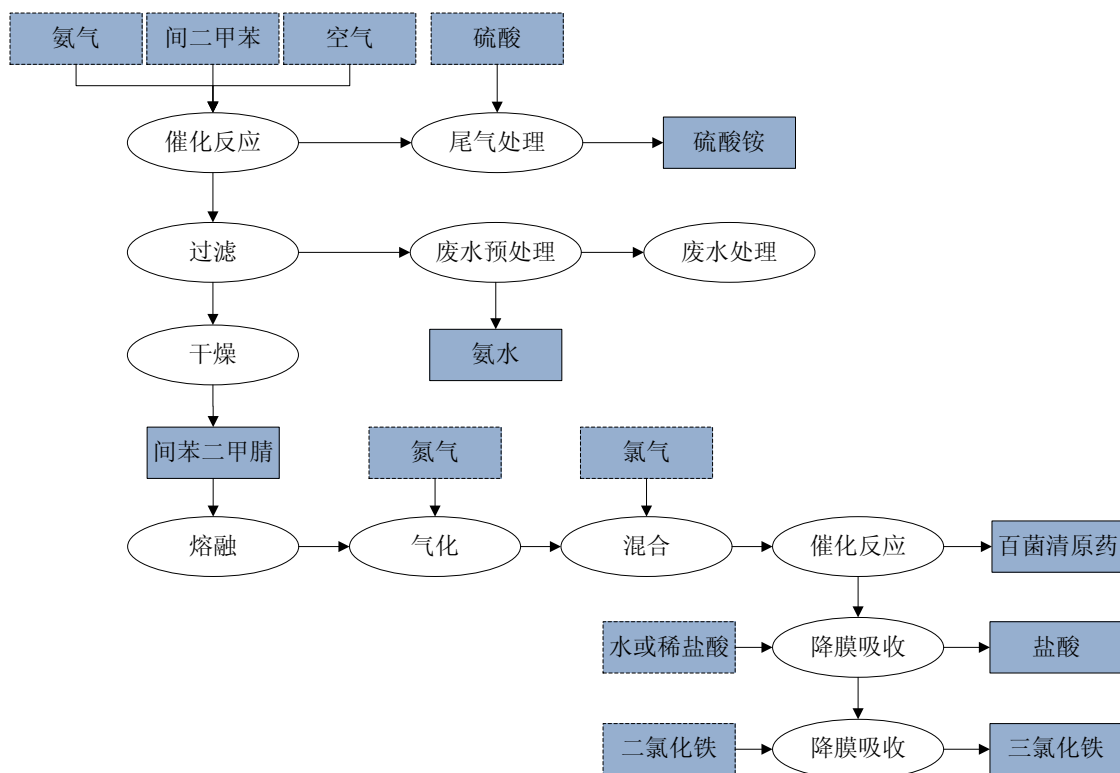 氨气
间二甲苯
空气
硫酸
催化反应
尾气处理
硫酸铵
过滤
废水预处理
废水处理
干燥
氨水
间苯二甲腈
氮气
氯气
熔融
气化
混合
催化反应
百菌清原药
水或稀盐酸
降膜吸收
盐酸
二氯化铁
降膜吸收
三氯化铁